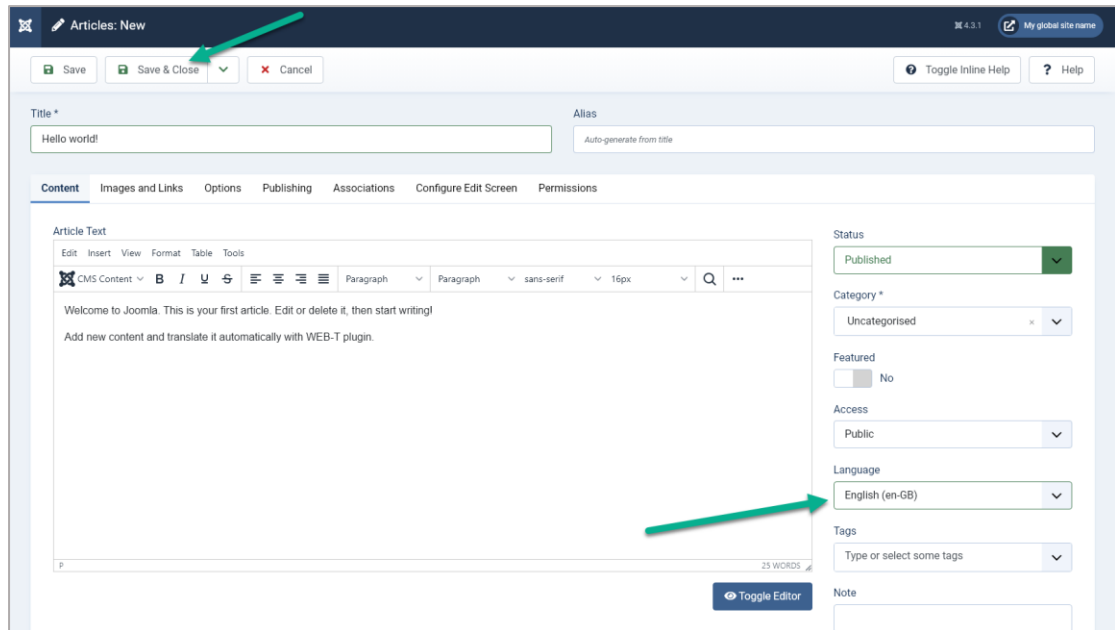 Articles: New
4.3.1
My global site name
Save
Save & Close
Cancel
Toggle Inline Help
? Help
Title *
Alias
Hello world!
Auto-generate from title
Content Images and Links Options Publishing Associations Configure Edit Screen Permissions
Article Text
Edit Insert View Format Table Tools
CMS Content B I U S Paragraph Paragraph sans-serif 16px
Welcome to Joomla. This is your first article. Edit or delete it, then start writing!
Add new content and translate it automatically with WEB-T plugin.
P
25 WORDS
Toggle Editor
Status
Published
Category *
Uncategorised ×
Featured
No
Access
Public
Language
English (en-GB)
Tags
Type or select some tags
Note